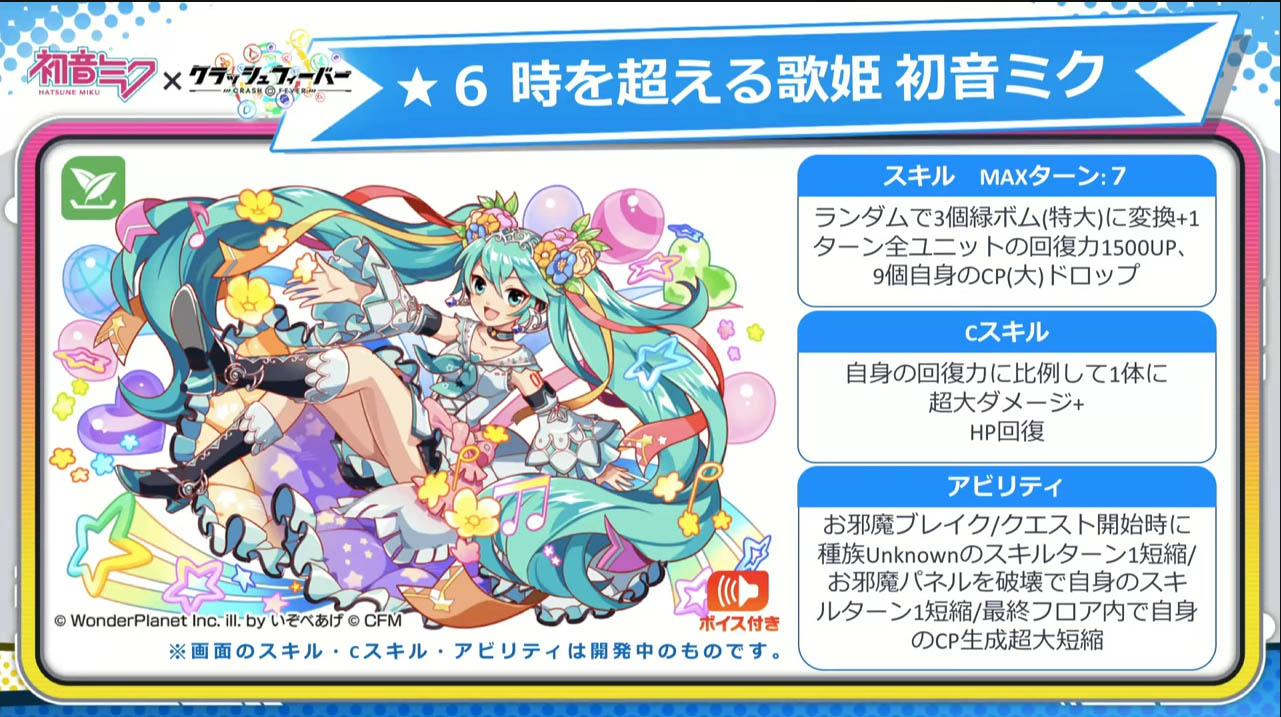 初音ミク
HATSUNE MIKU
×
クラッシュフィーバー
CRASH FEVER
★6 時を超える歌姫 初音ミク
スキル MAXターン:7
ランダムで3個緑ボム(特大)に変換+1
ターン全ユニットの回復力1500UP、
9個自身のCP(大)ドロップ
Cスキル
自身の回復力に比例して1体に
超大ダメージ+
HP回復
アビリティ
お邪魔ブレイク/クエスト開始時に
種族Unknownのスキルターン1短縮/
お邪魔パネルを破壊で自身のスキ
ルターン1短縮/最終フロア内で自身
のCP生成超大短縮
ボイス付き
© WonderPlanet Inc. ill. by いぞべあげ © CFM
※画面のスキル・Cスキル・アビリティは開発中のものです。